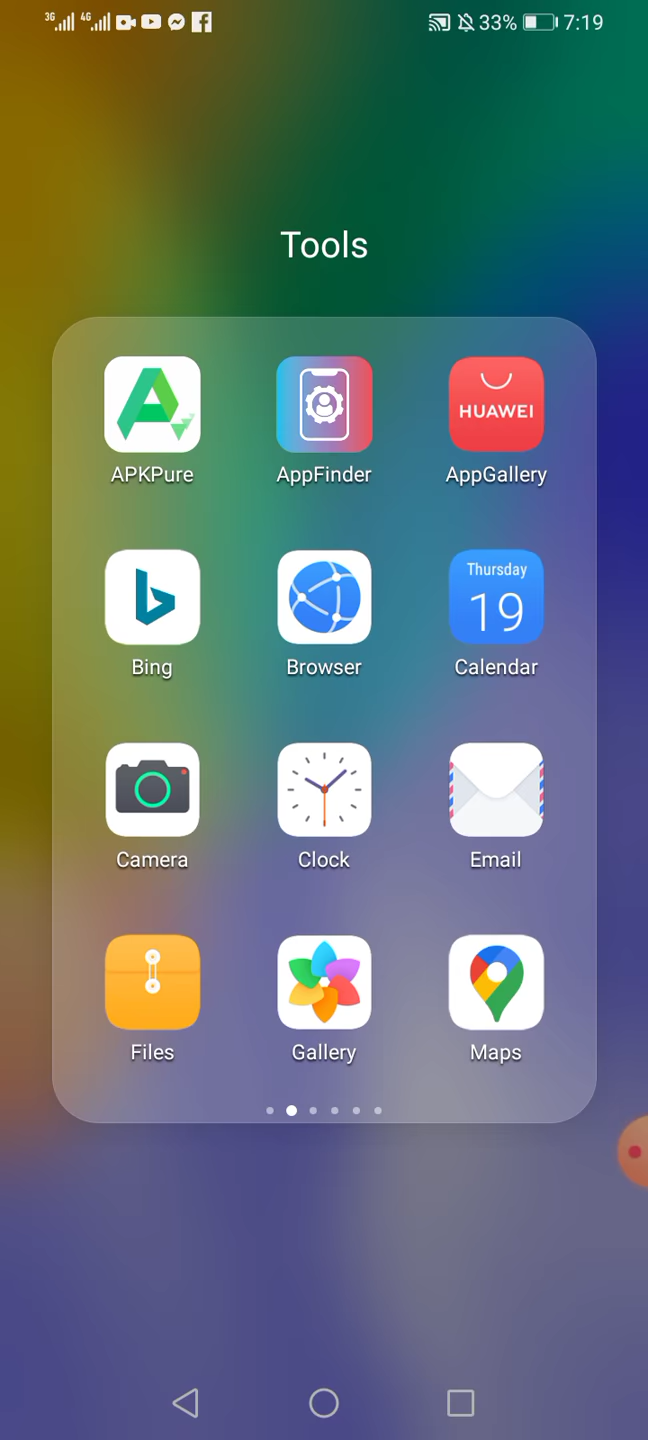 3G 4G 33% 7:19
Tools
HUAWEI
APKPure AppFinder AppGallery
Thursday
19
Bing Browser Calendar
Camera Clock Email
Files Gallery Maps